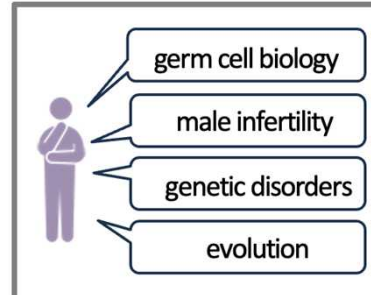 germ cell biology
male infertility
genetic disorders
evolution